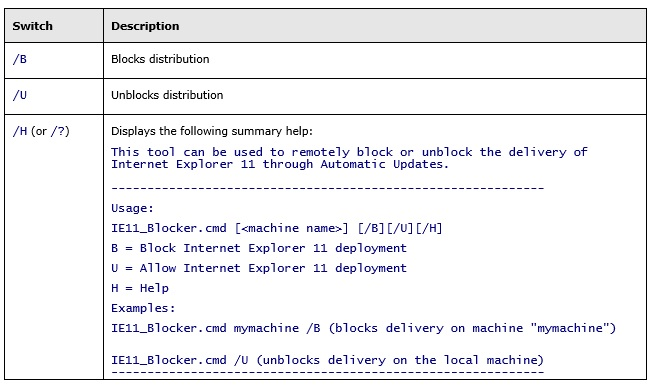 Switch Description
/B Blocks distribution
/U Unblocks distribution
/H (or /?) Displays the following summary help:
This tool can be used to remotely block or unblock the delivery of
Internet Explorer 11 through Automatic Updates.
------------------------------------------------------------
Usage:
IE11_Blocker.cmd [<machine name>] [/B][/U][/H]
B = Block Internet Explorer 11 deployment
U = Allow Internet Explorer 11 deployment
H = Help
Examples:
IE11_Blocker.cmd mymachine /B (blocks delivery on machine "mymachine")
IE11_Blocker.cmd /U (unblocks delivery on the local machine)
------------------------------------------------------------